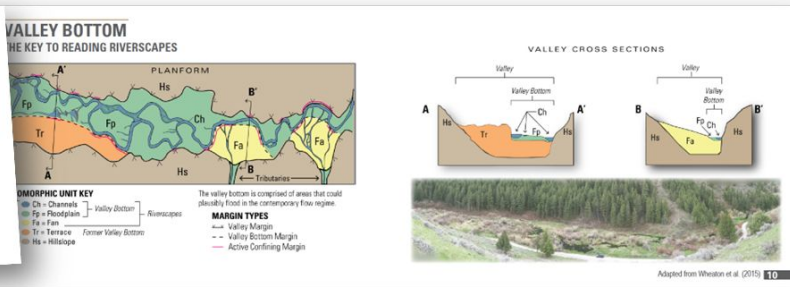 VALLEY BOTTOM
THE KEY TO READING RIVERSCAPES
PLANFORM
A'
Hs
B'
Fp
Fp
Ch
Tr
Fa
Fa
Hs
A
B
Tributaries
OMORPHIC UNIT KEY
Ch = Channels
Fp = Floodplain
Valley Bottom
Riverscapes
Fa = Fan
Tr = Terrace Former Valley Bottom
Hs = Hillslope
The valley bottom is comprised of areas that could
plausibly flood in the contemporary flow regime
MARGIN TYPES
Valley Margin
Valley Bottom Margin
Active Confining Margin
VALLEY CROSS SECTIONS
Valley
Valley Bottom
A
Ch
A'
Hs
Tr
Fp
Hs
Valley
Valley
Bottom
B
B'
Fp
Ch
Hs
Fa
Hs
Adapted from Wheaton et al. (2015) 10